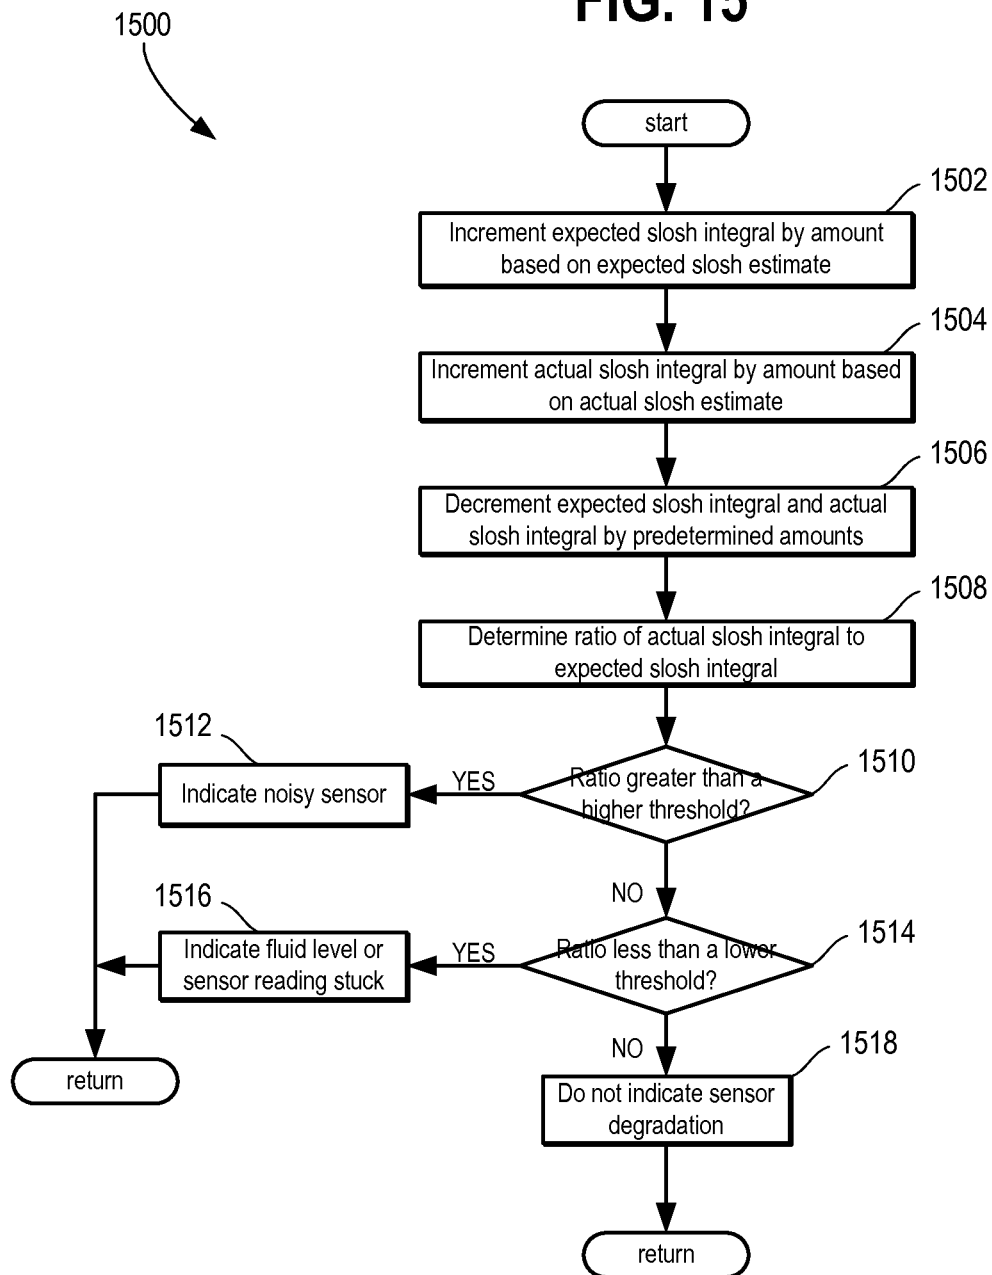 FIG. 15
1500
start
1502
Increment expected slosh integral by amount
based on expected slosh estimate
1504
Increment actual slosh integral by amount based
on actual slosh estimate
1506
Decrement expected slosh integral and actual
slosh integral by predetermined amounts
1508
Determine ratio of actual slosh integral to
expected slosh integral
1510
Ratio greater than a
higher threshold?
YES
1512
Indicate noisy sensor
NO
1514
Ratio less than a lower
threshold?
YES
1516
Indicate fluid level or
sensor reading stuck
return
NO
1518
Do not indicate sensor
degradation
return